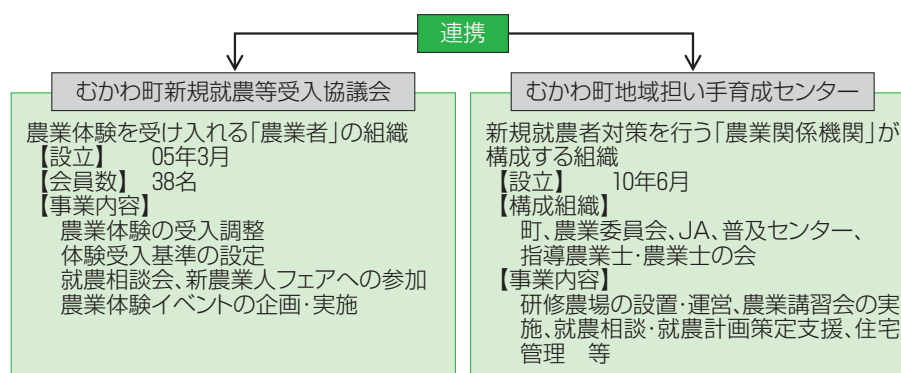 連携
むかわ町新規就農等受入協議会
農業体験を受け入れる「農業者」の組織
【設立】　05年3月
【会員数】　38名
【事業内容】
農業体験の受入調整
体験受入基準の設定
就農相談会、新農業人フェアへの参加
農業体験イベントの企画・実施
むかわ町地域担い手育成センター
新規就農者対策を行う「農業関係機関」が
構成する組織
【設立】　10年6月
【構成組織】
町、農業委員会、JA、普及センター、
指導農業士・農業士の会
【事業内容】
研修農場の設置・運営、農業講習会の実
施、就農相談・就農計画策定支援、住宅
管理　等